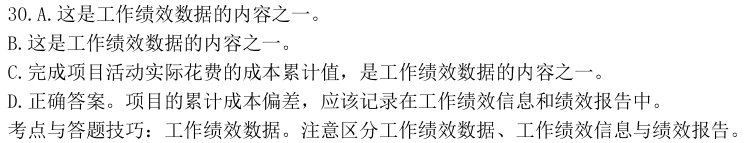 30.A.这是工作绩效数据的内容之一。
B.这是工作绩效数据的内容之一。
C.完成项目活动实际花费的成本累计值，是工作绩效数据的内容之一。
D.正确答案。项目的累计成本偏差，应该记录在工作绩效信息和绩效报告中。
考点与答题技巧：工作绩效数据。注意区分工作绩效数据、工作绩效信息与绩效报告。